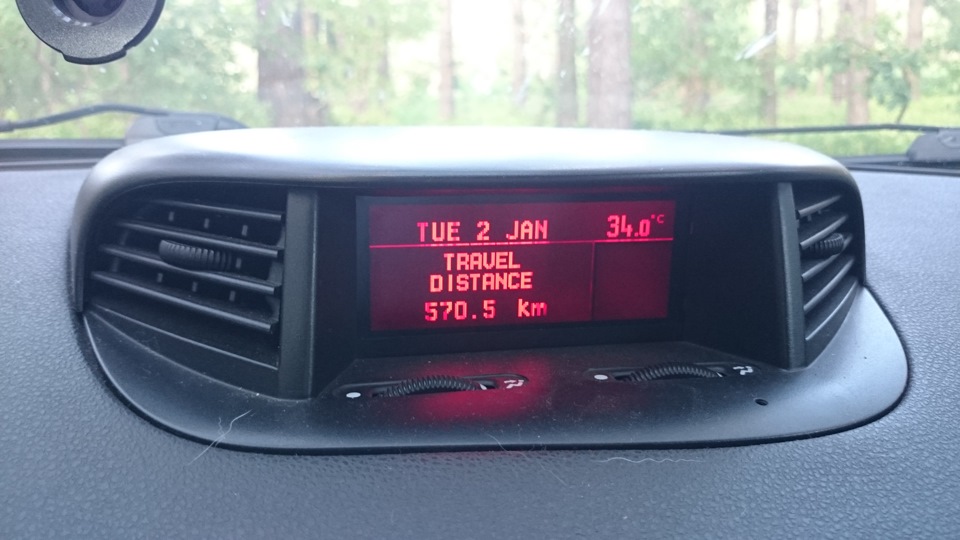 TUE 2 JAN 34.0°C
TRAVEL
DISTANCE
570.5 km